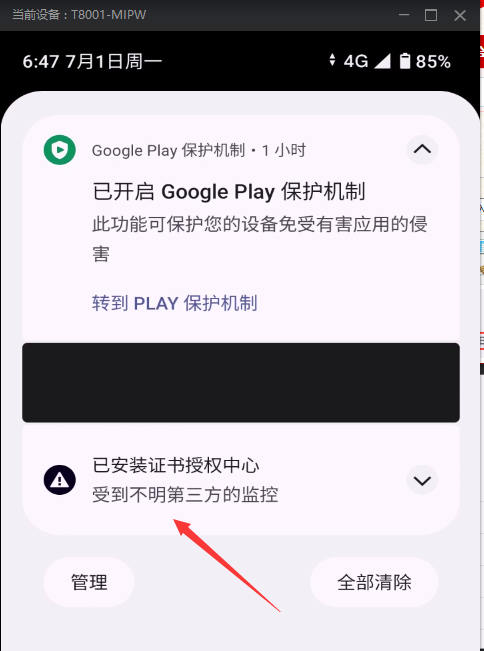 当前设备：T8001-MIPW
6:47 7月1日周一 4G 85%
Google Play 保护机制 • 1 小时
已开启 Google Play 保护机制
此功能可保护您的设备免受有害应用的侵
害
转到 PLAY 保护机制
已安装证书授权中心
受到不明第三方的监控
管理 全部清除